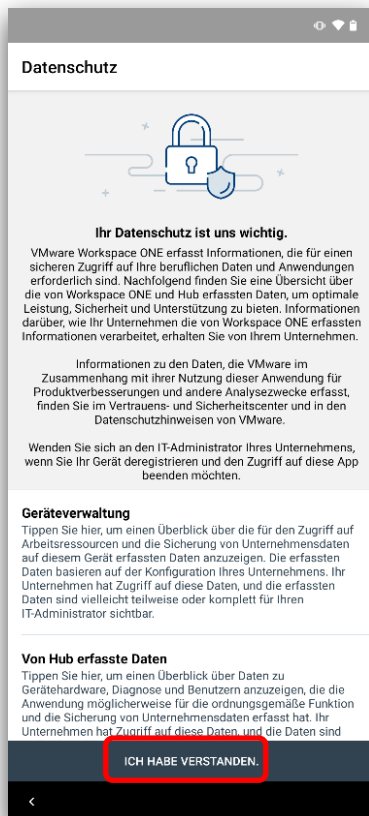 Datenschutz
Ihr Datenschutz ist uns wichtig.
VMware Workspace ONE erfasst Informationen, die für einen
sicheren Zugriff auf Ihre beruflichen Daten und Anwendungen
erforderlich sind. Nachfolgend finden Sie eine Übersicht über
die von Workspace ONE und Hub erfassten Daten, um optimale
Leistung, Sicherheit und Unterstützung zu bieten. Informationen
darüber, wie Ihr Unternehmen die von Workspace ONE erfassten
Informationen verarbeitet, erhalten Sie von Ihrem Unternehmen.
Informationen zu den Daten, die VMware im
Zusammenhang mit ihrer Nutzung dieser Anwendung für
Produktverbesserungen und andere Analysezwecke erfasst,
finden Sie im Vertrauens- und Sicherheitscenter und in den
Datenschutzhinweisen von VMware.
Wenden Sie sich an den IT-Administrator Ihres Unternehmens,
wenn Sie Ihr Gerät deregistrieren und den Zugriff auf diese App
beenden möchten.
Geräteverwaltung
Tippen Sie hier, um einen Überblick über die für den Zugriff auf
Arbeitsressourcen und die Sicherung von Unternehmensdaten
auf diesem Gerät erfassten Daten anzuzeigen. Die erfassten
Daten basieren auf der Konfiguration Ihres Unternehmens. Ihr
Unternehmen hat Zugriff auf diese Daten, und die erfassten
Daten sind vielleicht teilweise oder komplett für Ihren
IT-Administrator sichtbar.
Von Hub erfasste Daten
Tippen Sie hier, um einen Überblick über Daten zu
Gerätehardware, Diagnose und Benutzern anzuzeigen, die die
Anwendung möglicherweise für die ordnungsgemäße Funktion
und die Sicherung von Unternehmensdaten erfasst hat. Ihr
Unternehmen hat Zugriff auf diese Daten, und die Daten sind
ICH HABE VERSTANDEN.